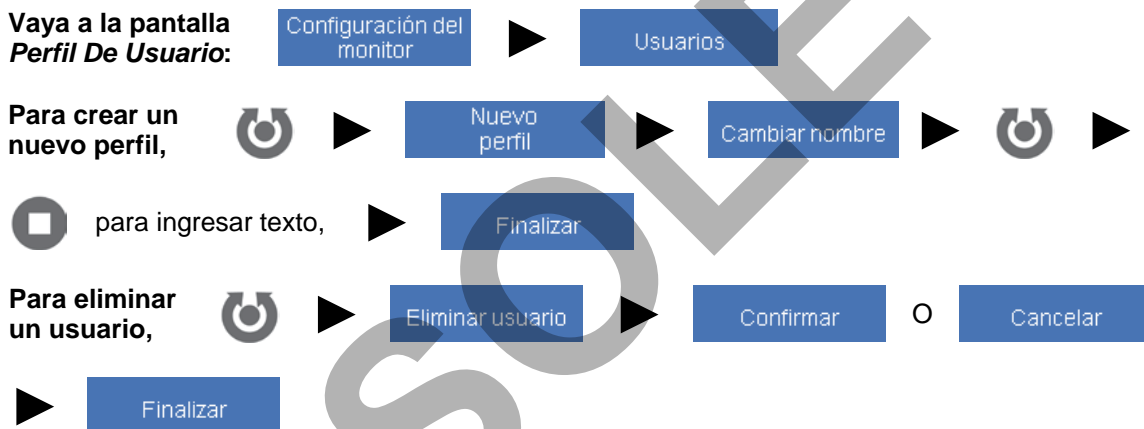 Vaya a la pantalla
Perfil De Usuario:
Configuración del
monitor
Usuarios
Para crear un
nuevo perfil,
Nuevo
perfil
Cambiar nombre
para ingresar texto,
Finalizar
Para eliminar
un usuario,
Eliminar usuario
Confirmar
O
Cancelar
Finalizar
SOLE